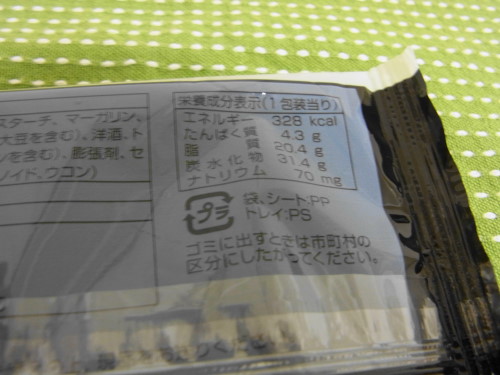 スターチ、マーガリン、
大豆を含む)、洋酒、ト
ンを含む)、膨張剤、セ
ノイド、ウコン)
栄養成分表示(1包装当り)
エネルギー 328 kcal
たんぱく質 4.3 g
脂質 20.4 g
炭水化物 31.4 g
ナトリウム 70 mg
プラ
袋、シート:PP
トレイ:PS
ゴミに出すときは市町村の
区分にしたがってください。